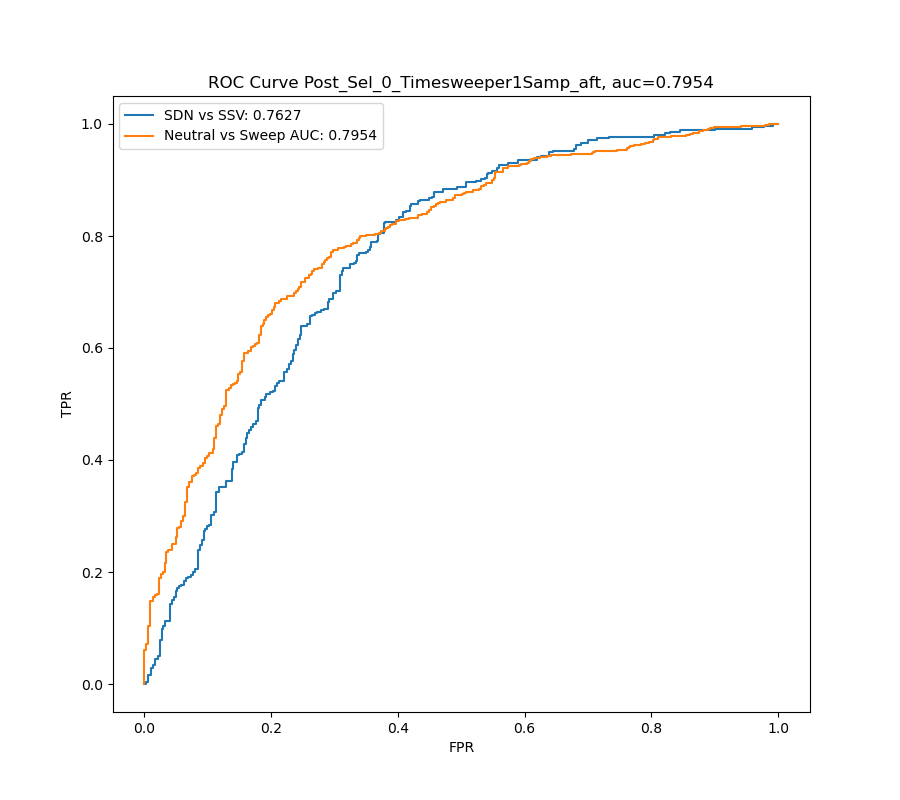 ROC Curve Post_Sel_0_Timesweeper1Samp_aft, auc=0.7954
SDN vs SSV: 0.7627
Neutral vs Sweep AUC: 0.7954
1.0
0.8
0.6
0.4
0.2
0.0
TPR
0.0 0.2 0.4 0.6 0.8 1.0
FPR